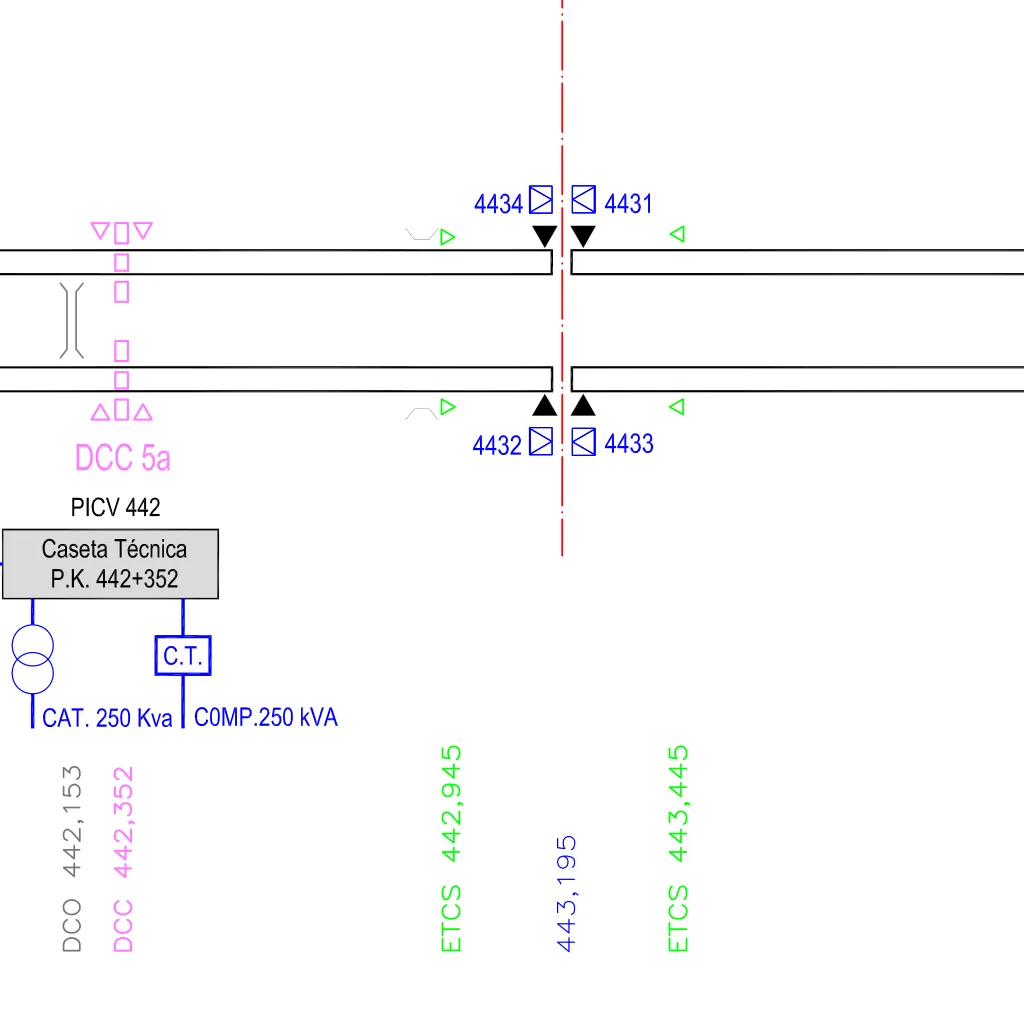 4434
4431
4432
4433
DCC 5a
PICV 442
Caseta Técnica
P.K. 442+352
C.T.
CAT. 250 Kva
C0MP.250 kVA
DCO 442,153
DCC 442,352
ETCS 442,945
443,195
ETCS 443,445